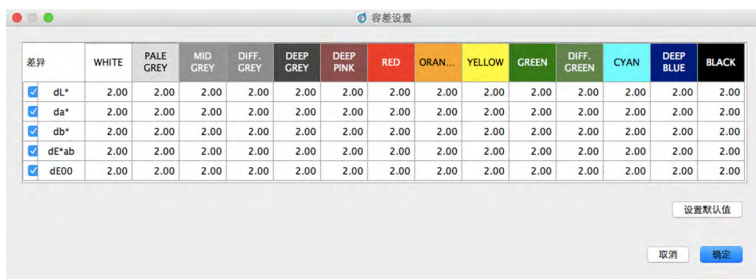 容差设置
差异 WHITE PALE GREY MID GREY DIFF. GREY DEEP GREY DEEP PINK RED ORAN... YELLOW GREEN DIFF. GREEN CYAN DEEP BLUE BLACK
dL* 2.00 2.00 2.00 2.00 2.00 2.00 2.00 2.00 2.00 2.00 2.00 2.00 2.00 2.00
da* 2.00 2.00 2.00 2.00 2.00 2.00 2.00 2.00 2.00 2.00 2.00 2.00 2.00 2.00
db* 2.00 2.00 2.00 2.00 2.00 2.00 2.00 2.00 2.00 2.00 2.00 2.00 2.00 2.00
dE*ab 2.00 2.00 2.00 2.00 2.00 2.00 2.00 2.00 2.00 2.00 2.00 2.00 2.00 2.00
dE00 2.00 2.00 2.00 2.00 2.00 2.00 2.00 2.00 2.00 2.00 2.00 2.00 2.00 2.00
设置默认值
取消 确定